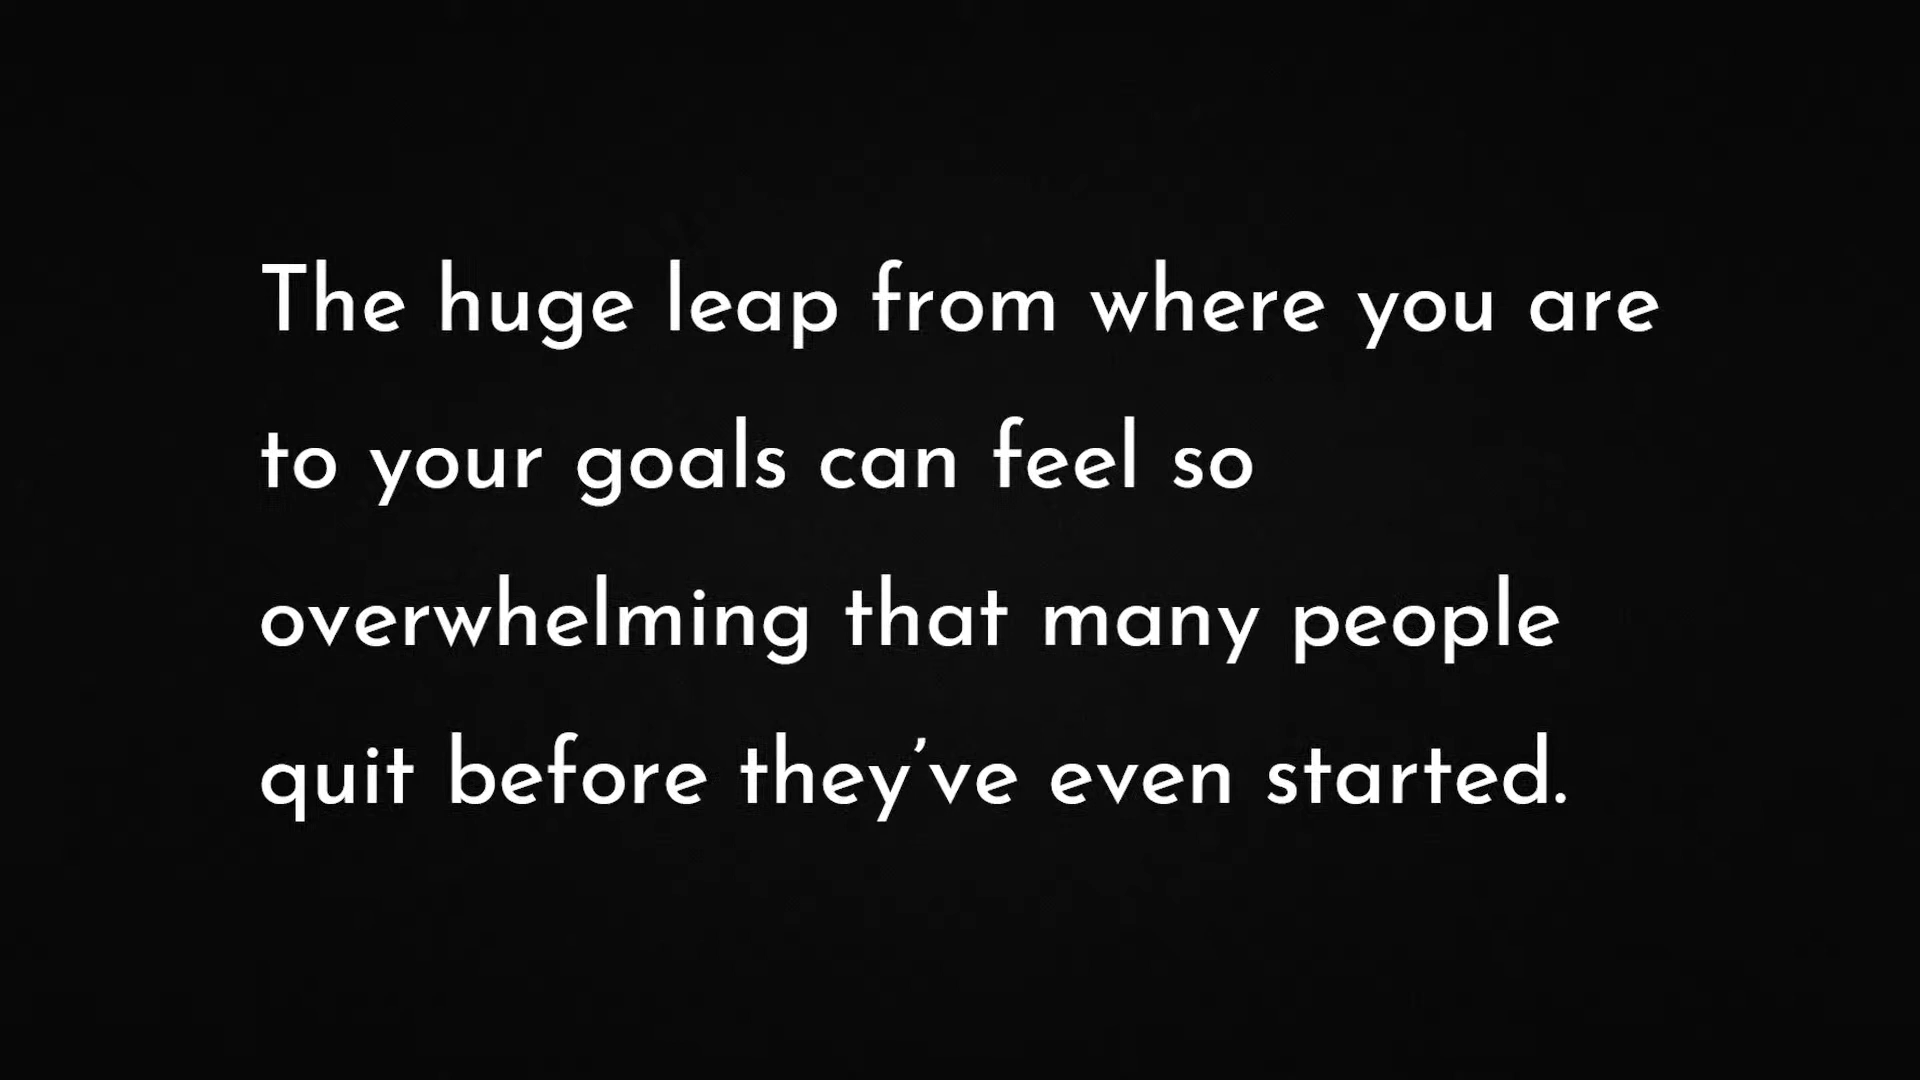 The huge leap from where you are
to your goals can feel so
overwhelming that many people
quit before they’ve even started.